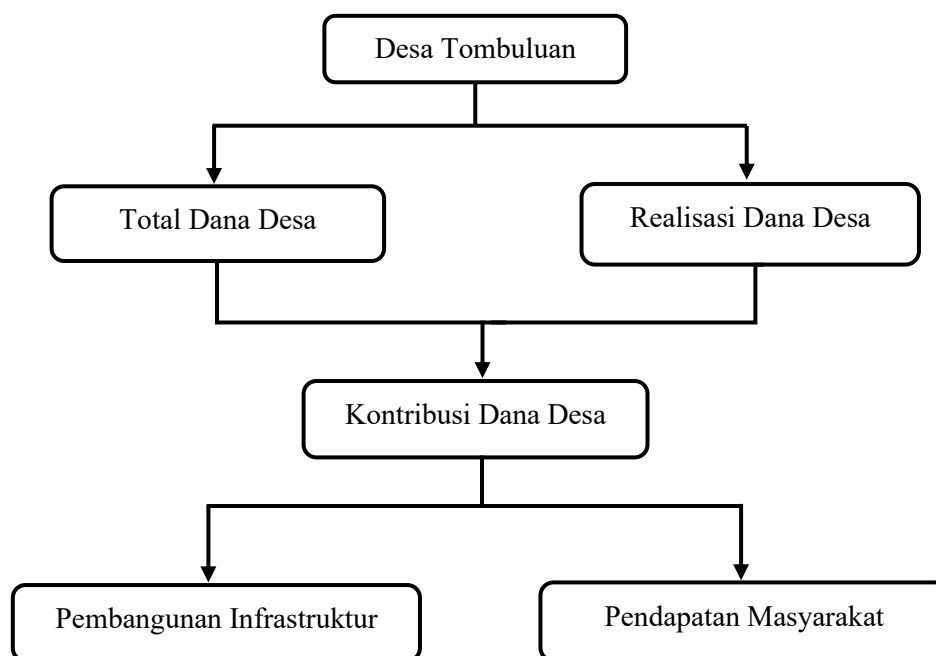 Desa Tombuluan
Total Dana Desa
Realisasi Dana Desa
Kontribusi Dana Desa
Pembangunan Infrastruktur
Pendapatan Masyarakat